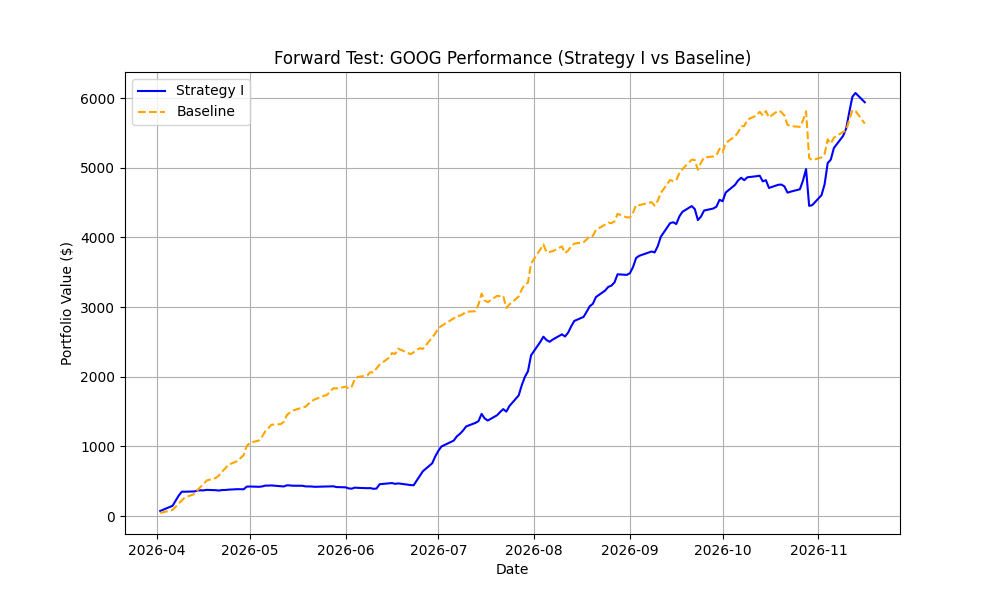 Forward Test: GOOG Performance (Strategy I vs Baseline)
Strategy I
Baseline
Portfolio Value ($)
6000
5000
4000
3000
2000
1000
0
2026-04 2026-05 2026-06 2026-07 2026-08 2026-09 2026-10 2026-11
Date